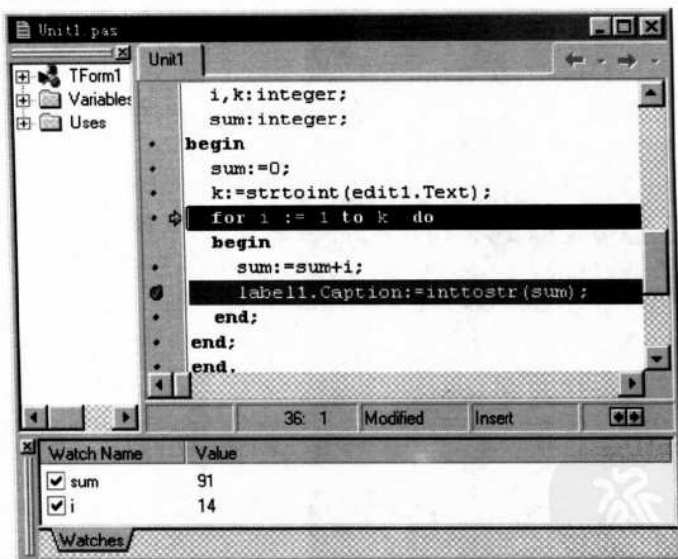 Unit1.pas
Unit1
TForm1
Variables
Uses
i,k:integer;
sum:integer;
begin
sum:=0;
k:=strtoint(edit1.Text);
for i := 1 to k do
begin
sum:=sum+i;
label1.Caption:=inttostr(sum);
end;
end;
end.
36: 1
Modified
Insert
Watch Name Value
sum 91
i 14
Watches